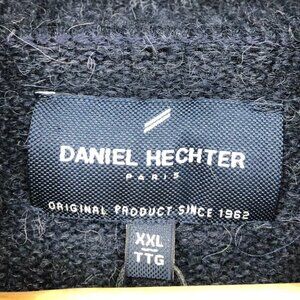 DANIEL HECHTER
PARIS
ORIGINAL PRODUCT SINCE 1962
XXL
TTG